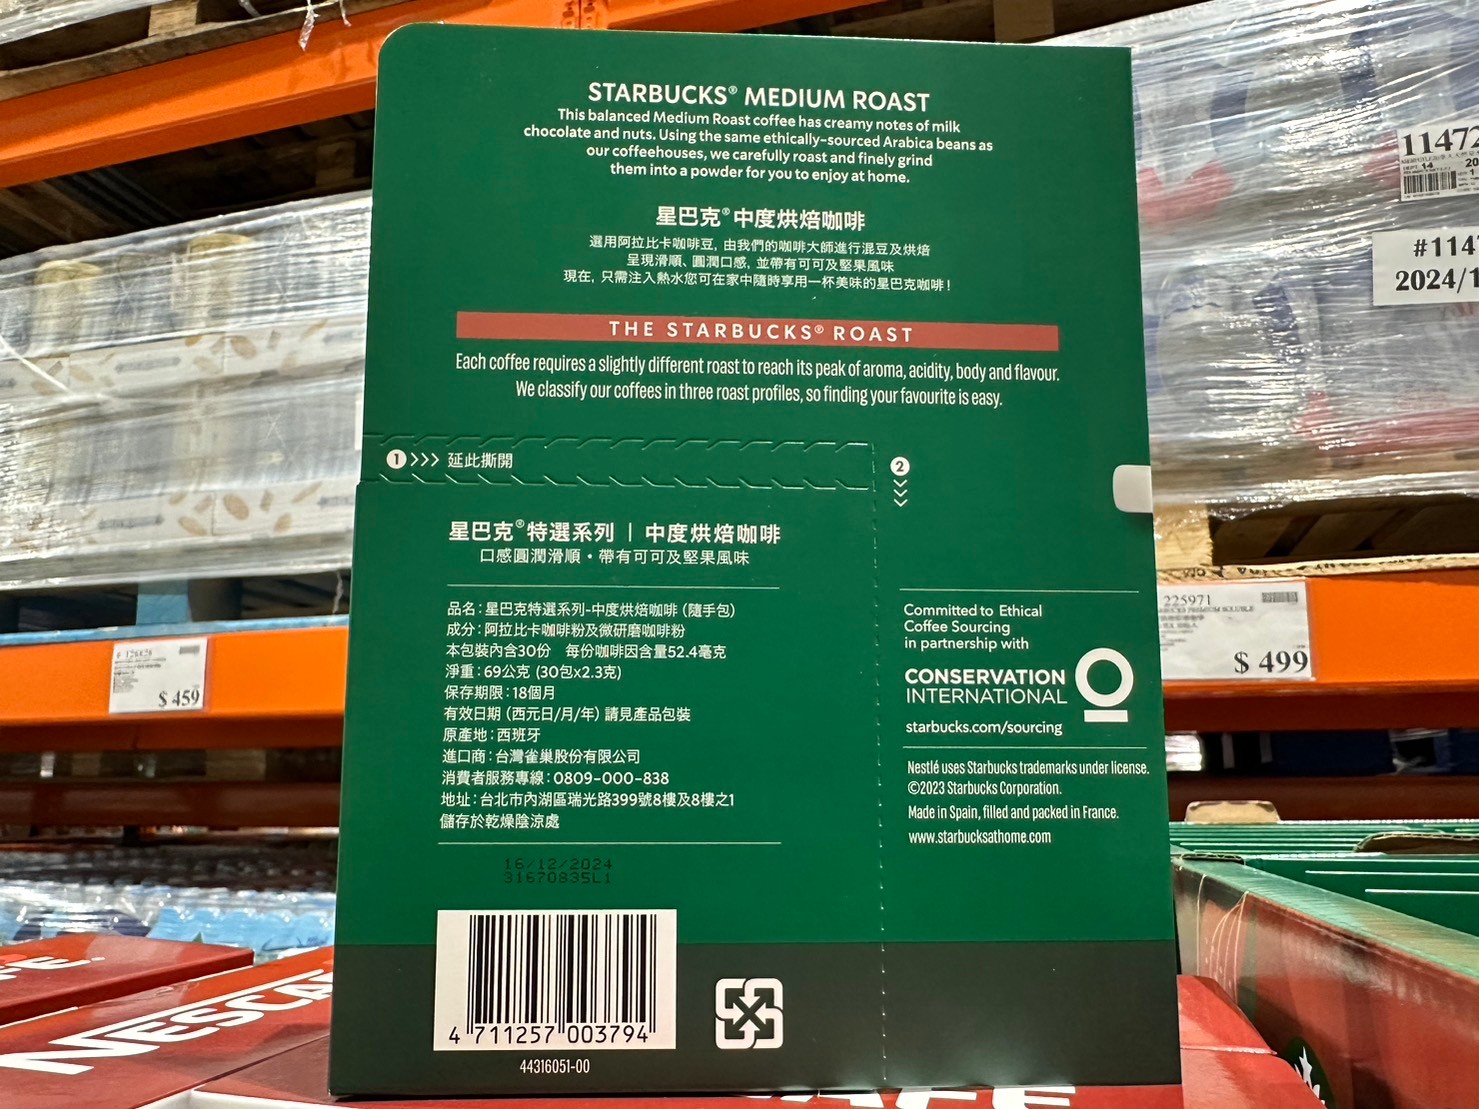 STARBUCKS® MEDIUM ROAST
This balanced Medium Roast coffee has creamy notes of milk
chocolate and nuts. Using the same ethically-sourced Arabica beans as
our coffeehouses, we carefully roast and finely grind
them into a powder for you to enjoy at home.
星巴克®中度烘焙咖啡
選用阿拉比卡咖啡豆, 由我們的咖啡大師進行混豆及烘焙
呈現滑順、圓潤口感, 並帶有可可及堅果風味
現在, 只需注入熱水您可在家中隨時享用一杯美味的星巴克咖啡!
THE STARBUCKS® ROAST
Each coffee requires a slightly different roast to reach its peak of aroma, acidity, body and flavour.
We classify our coffees in three roast profiles, so finding your favourite is easy.
1 >>> 延此撕開
2
星巴克®特選系列 | 中度烘焙咖啡
口感圓潤滑順・帶有可可及堅果風味
品名:星巴克特選系列-中度烘焙咖啡 (隨手包)
成分:阿拉比卡咖啡粉及微研磨咖啡粉
本包裝內含30份 每份咖啡因含量52.4毫克
淨重:69公克 (30包x2.3克)
保存期限:18個月
有效日期 (西元日/月/年) 請見產品包裝
原產地:西班牙
進口商:台灣雀巢股份有限公司
消費者服務專線:0809-000-838
地址:台北市內湖區瑞光路399號8樓及8樓之1
儲存於乾燥陰涼處
16/12/2024
31670835L1
4 711257 003794
44316051-00
Committed to Ethical
Coffee Sourcing
in partnership with
CONSERVATION
INTERNATIONAL
starbucks.com/sourcing
Nestlé uses Starbucks trademarks under license.
©2023 Starbucks Corporation.
Made in Spain, filled and packed in France.
www.starbucksathome.com
11472
#114
2024/1
225971
$ 499
$ 459
NESCA